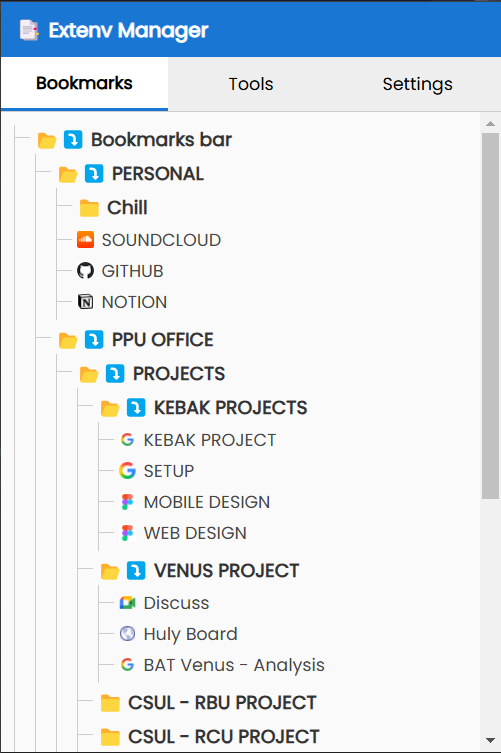 Extenv Manager
Bookmarks Tools Settings
Bookmarks bar
PERSONAL
Chill
SOUNDCLOUD
GITHUB
NOTION
PPU OFFICE
PROJECTS
KEBAK PROJECTS
KEBAK PROJECT
SETUP
MOBILE DESIGN
WEB DESIGN
VENUS PROJECT
Discuss
Huly Board
BAT Venus - Analysis
CSUL - RBU PROJECT
CSUL - RCU PROJECT